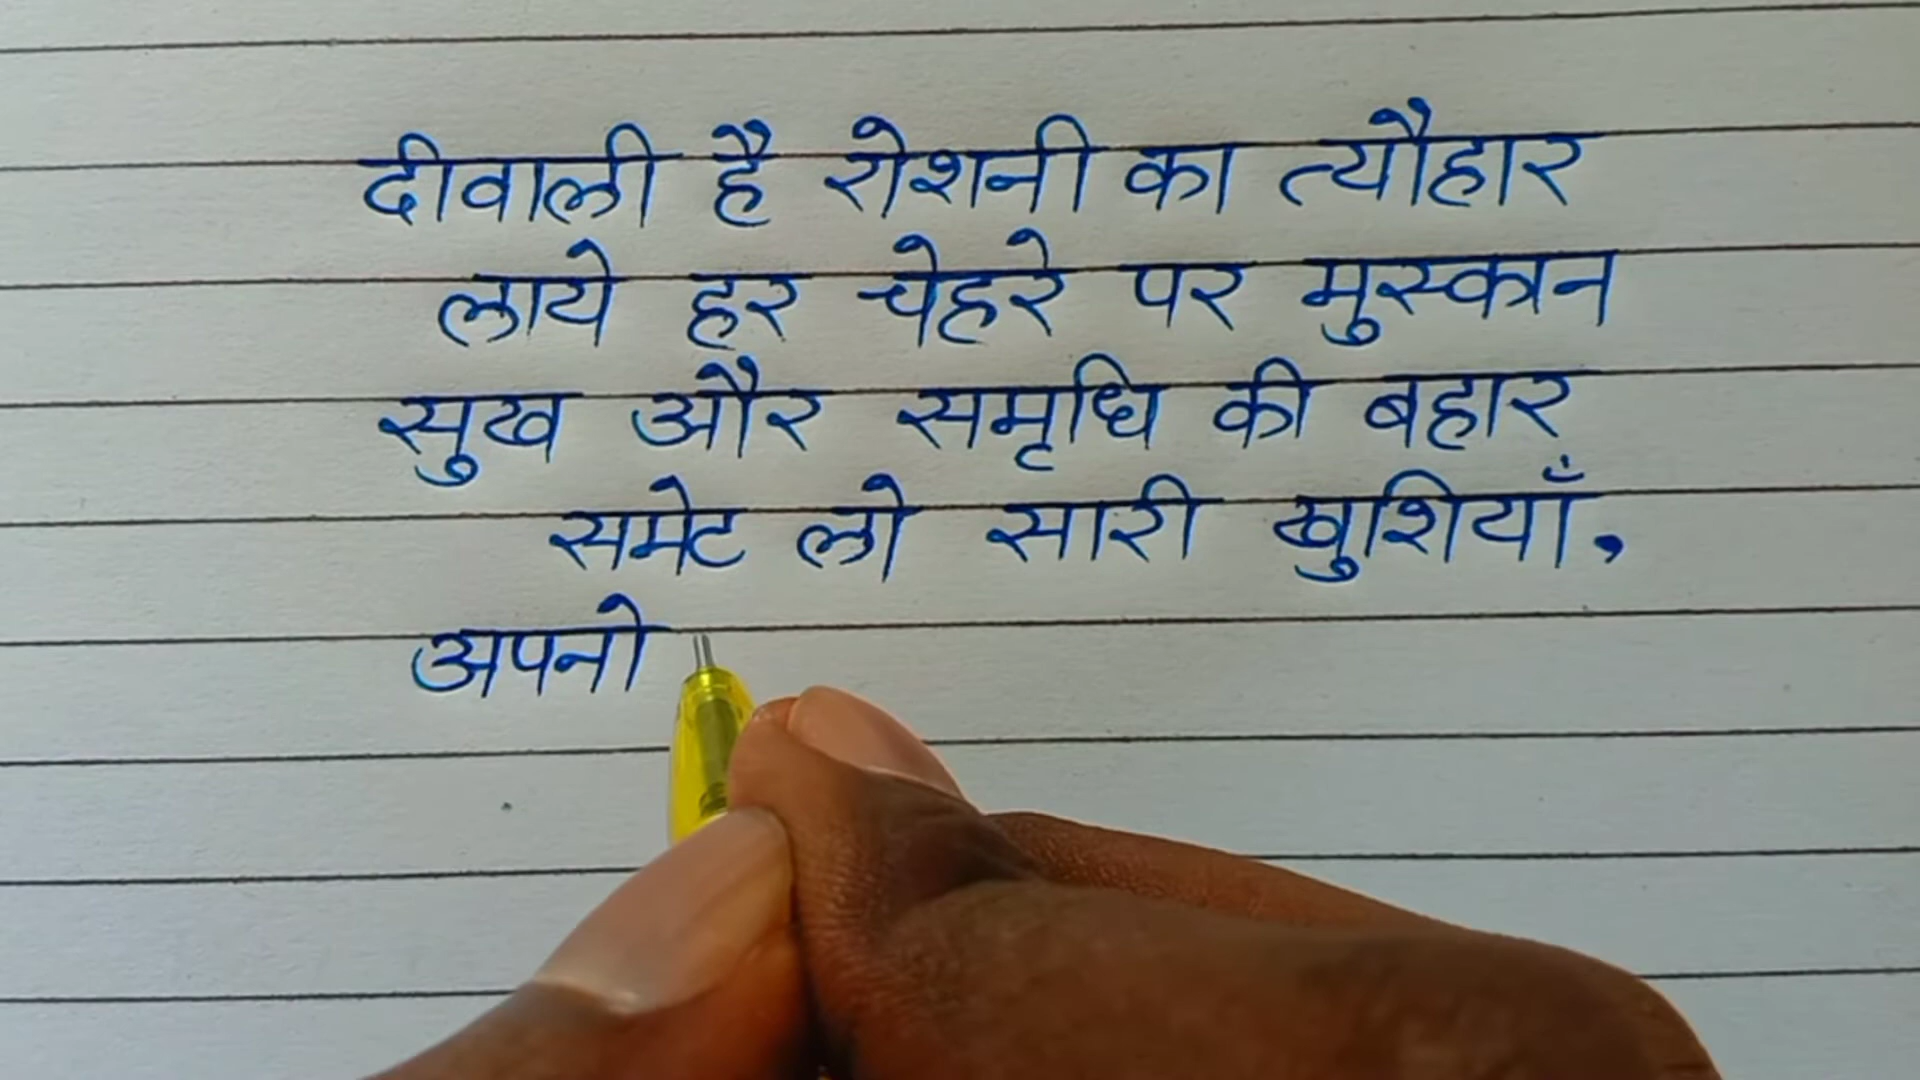 दीवाली है रोशनी का त्यौहार
लाये हर चेहरे पर मुस्कान
सुख और समृधि की बहार
समेट लो सारी खुशियाँ,
अपनो